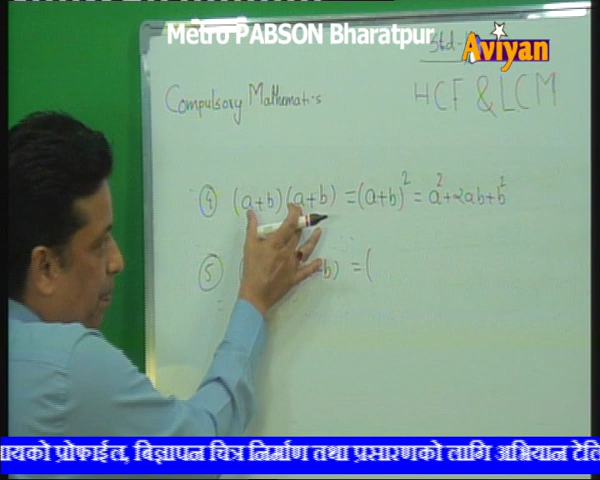 Metro PABSON Bharatpur
Aviyan
Std-
HCF & LCM
Compulsory Mathematics
④ (a+b)(a+b) = (a+b)² = a²+2ab+b²
⑤ b) = (
=
ायको प्रोफाईल, बिज्ञापन चित्र निर्माण तथा प्रसारणको लागि अभियान टेलि